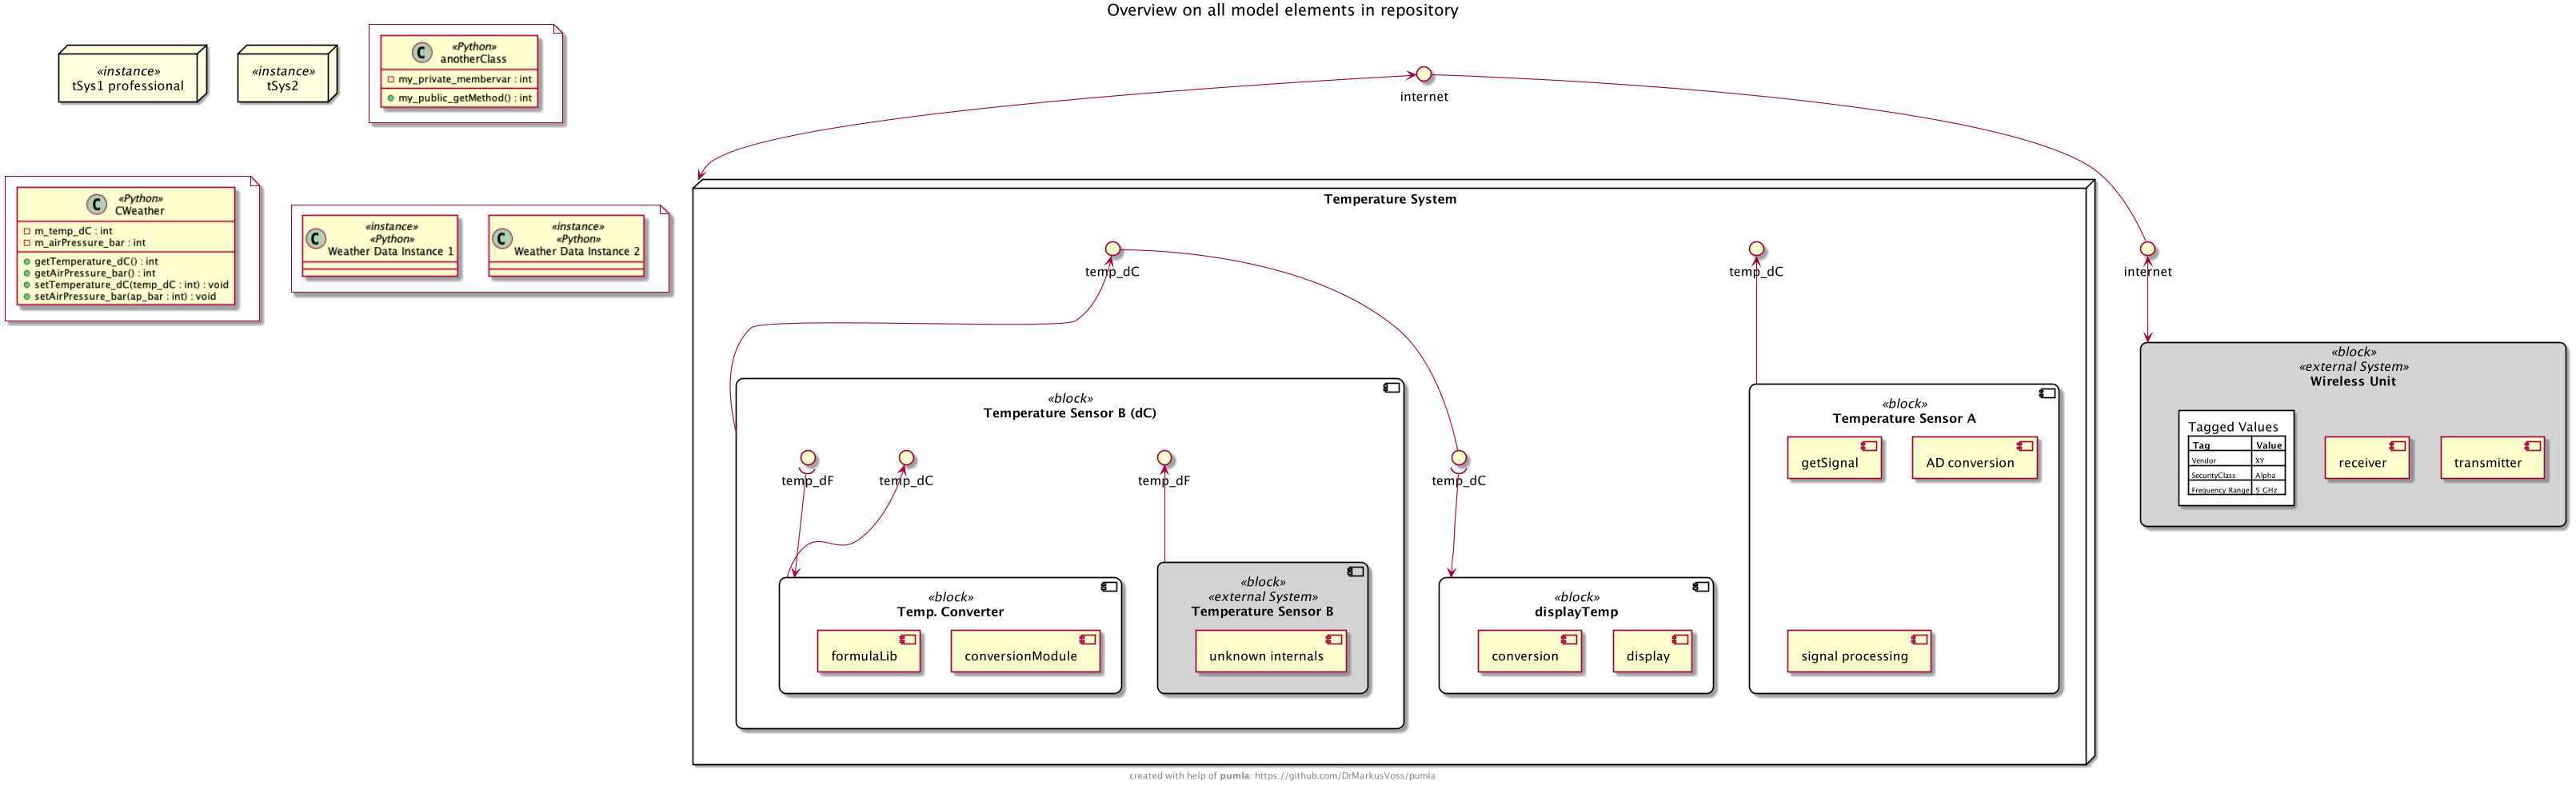 Overview on all model elements in repository
«instance»
tSys1 professional
«instance»
tSys2
C
«Python»
anotherClass
my_private_membervar : int
my_public_getMethod() : int
internet
C
«Python»
CWeather
m_temp_dC : int
m_airPressure_bar : int
getTemperature_dC() : int
getAirPressure_bar() : int
setTemperature_dC(temp_dC : int) : void
setAirPressure_bar(ap_bar : int) : void
C
«instance»
«Python»
Weather Data Instance 1
C
«instance»
«Python»
Weather Data Instance 2
Temperature System
temp_dC
temp_dC
internet
«block»
Temperature Sensor B (dC)
temp_dF
temp_dC
temp_dF
temp_dC
«block»
Temp. Converter
formulaLib
conversionModule
«block»
«external System»
Temperature Sensor B
unknown internals
«block»
displayTemp
conversion
display
«block»
Temperature Sensor A
getSignal
AD conversion
signal processing
«block»
«external System»
Wireless Unit
Tagged Values
Tag Value
Vendor XY
SecurityClass Alpha
Frequency Range 5 GHz
receiver
transmitter
created with help of pumla: https://github.com/DrMarkusVoss/pumla